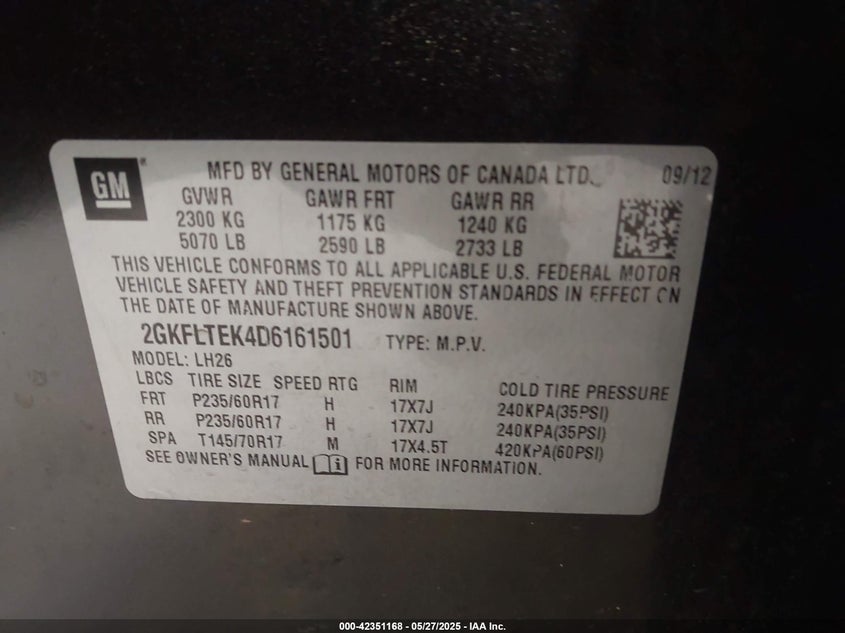 GM ® MFD BY GENERAL MOTORS OF CANADA LTD. 09/12
GVWR GAWR FRT GAWR RR
2300 KG 1175 KG 1240 KG
5070 LB 2590 LB 2733 LB
THIS VEHICLE CONFORMS TO ALL APPLICABLE U.S. FEDERAL MOTOR
VEHICLE SAFETY AND THEFT PREVENTION STANDARDS IN EFFECT ON
THE DATE OF MANUFACTURE SHOWN ABOVE.
2GKFLTEK4D6161501 TYPE: M.P.V.
MODEL: LH26
LBCS TIRE SIZE SPEED RTG RIM COLD TIRE PRESSURE
FRT P235/60R17 H 17X7J 240KPA(35PSI)
RR P235/60R17 H 17X7J 240KPA(35PSI)
SPA T145/70R17 M 17X4.5T 420KPA(60PSI)
SEE OWNER'S MANUAL i FOR MORE INFORMATION.
000-42351168 - 05/27/2025 - IAA Inc.